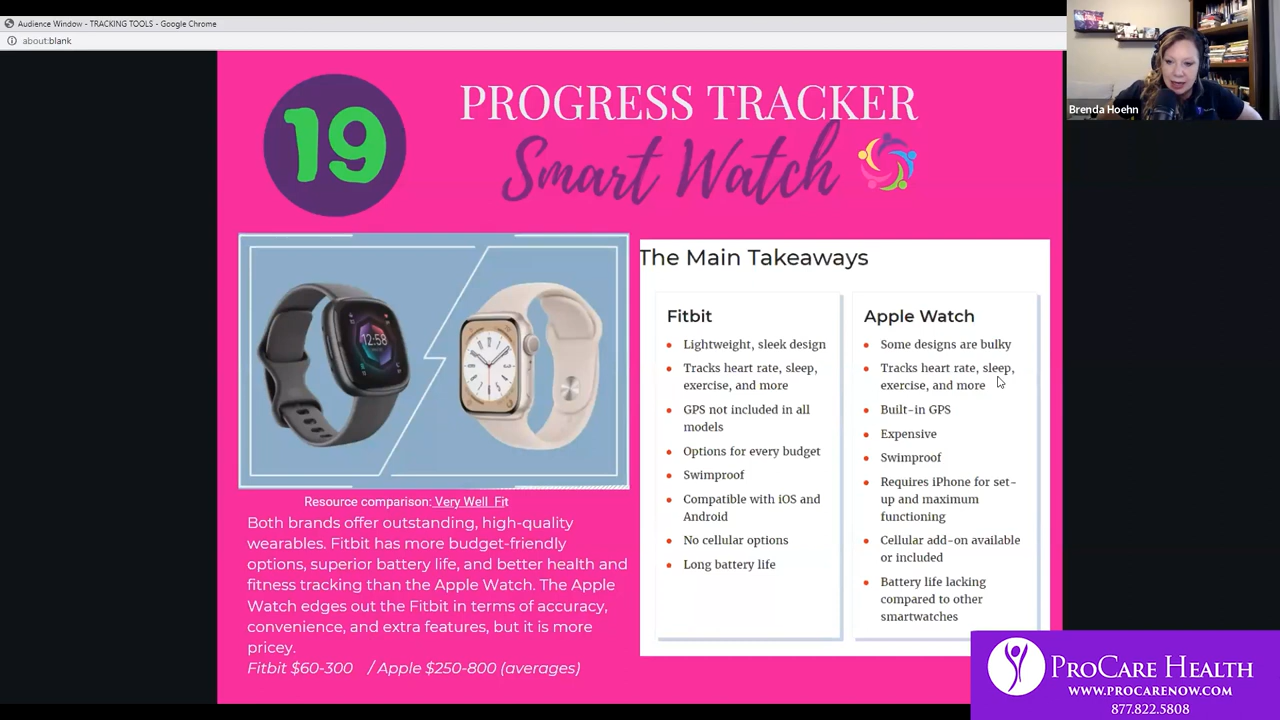 Audience Window - TRACKING TOOLS - Google Chrome
about:blank
Brenda Hoehn
19
PROGRESS TRACKER
Smart Watch
12:58
Resource comparison: Very Well Fit
Both brands offer outstanding, high-quality
wearables. Fitbit has more budget-friendly
options, superior battery life, and better health and
fitness tracking than the Apple Watch. The Apple
Watch edges out the Fitbit in terms of accuracy,
convenience, and extra features, but it is more
pricey.
Fitbit $60-300 / Apple $250-800 (averages)
The Main Takeaways
Fitbit
Lightweight, sleek design
Tracks heart rate, sleep,
exercise, and more
GPS not included in all
models
Options for every budget
Swimproof
Compatible with iOS and
Android
No cellular options
Long battery life
Apple Watch
Some designs are bulky
Tracks heart rate, sleep,
exercise, and more
Built-in GPS
Expensive
Swimproof
Requires iPhone for set-
up and maximum
functioning
Cellular add-on available
or included
Battery life lacking
compared to other
smartwatches
PROCARE HEALTH
WWW.PROCARENOW.COM
877.822.5808